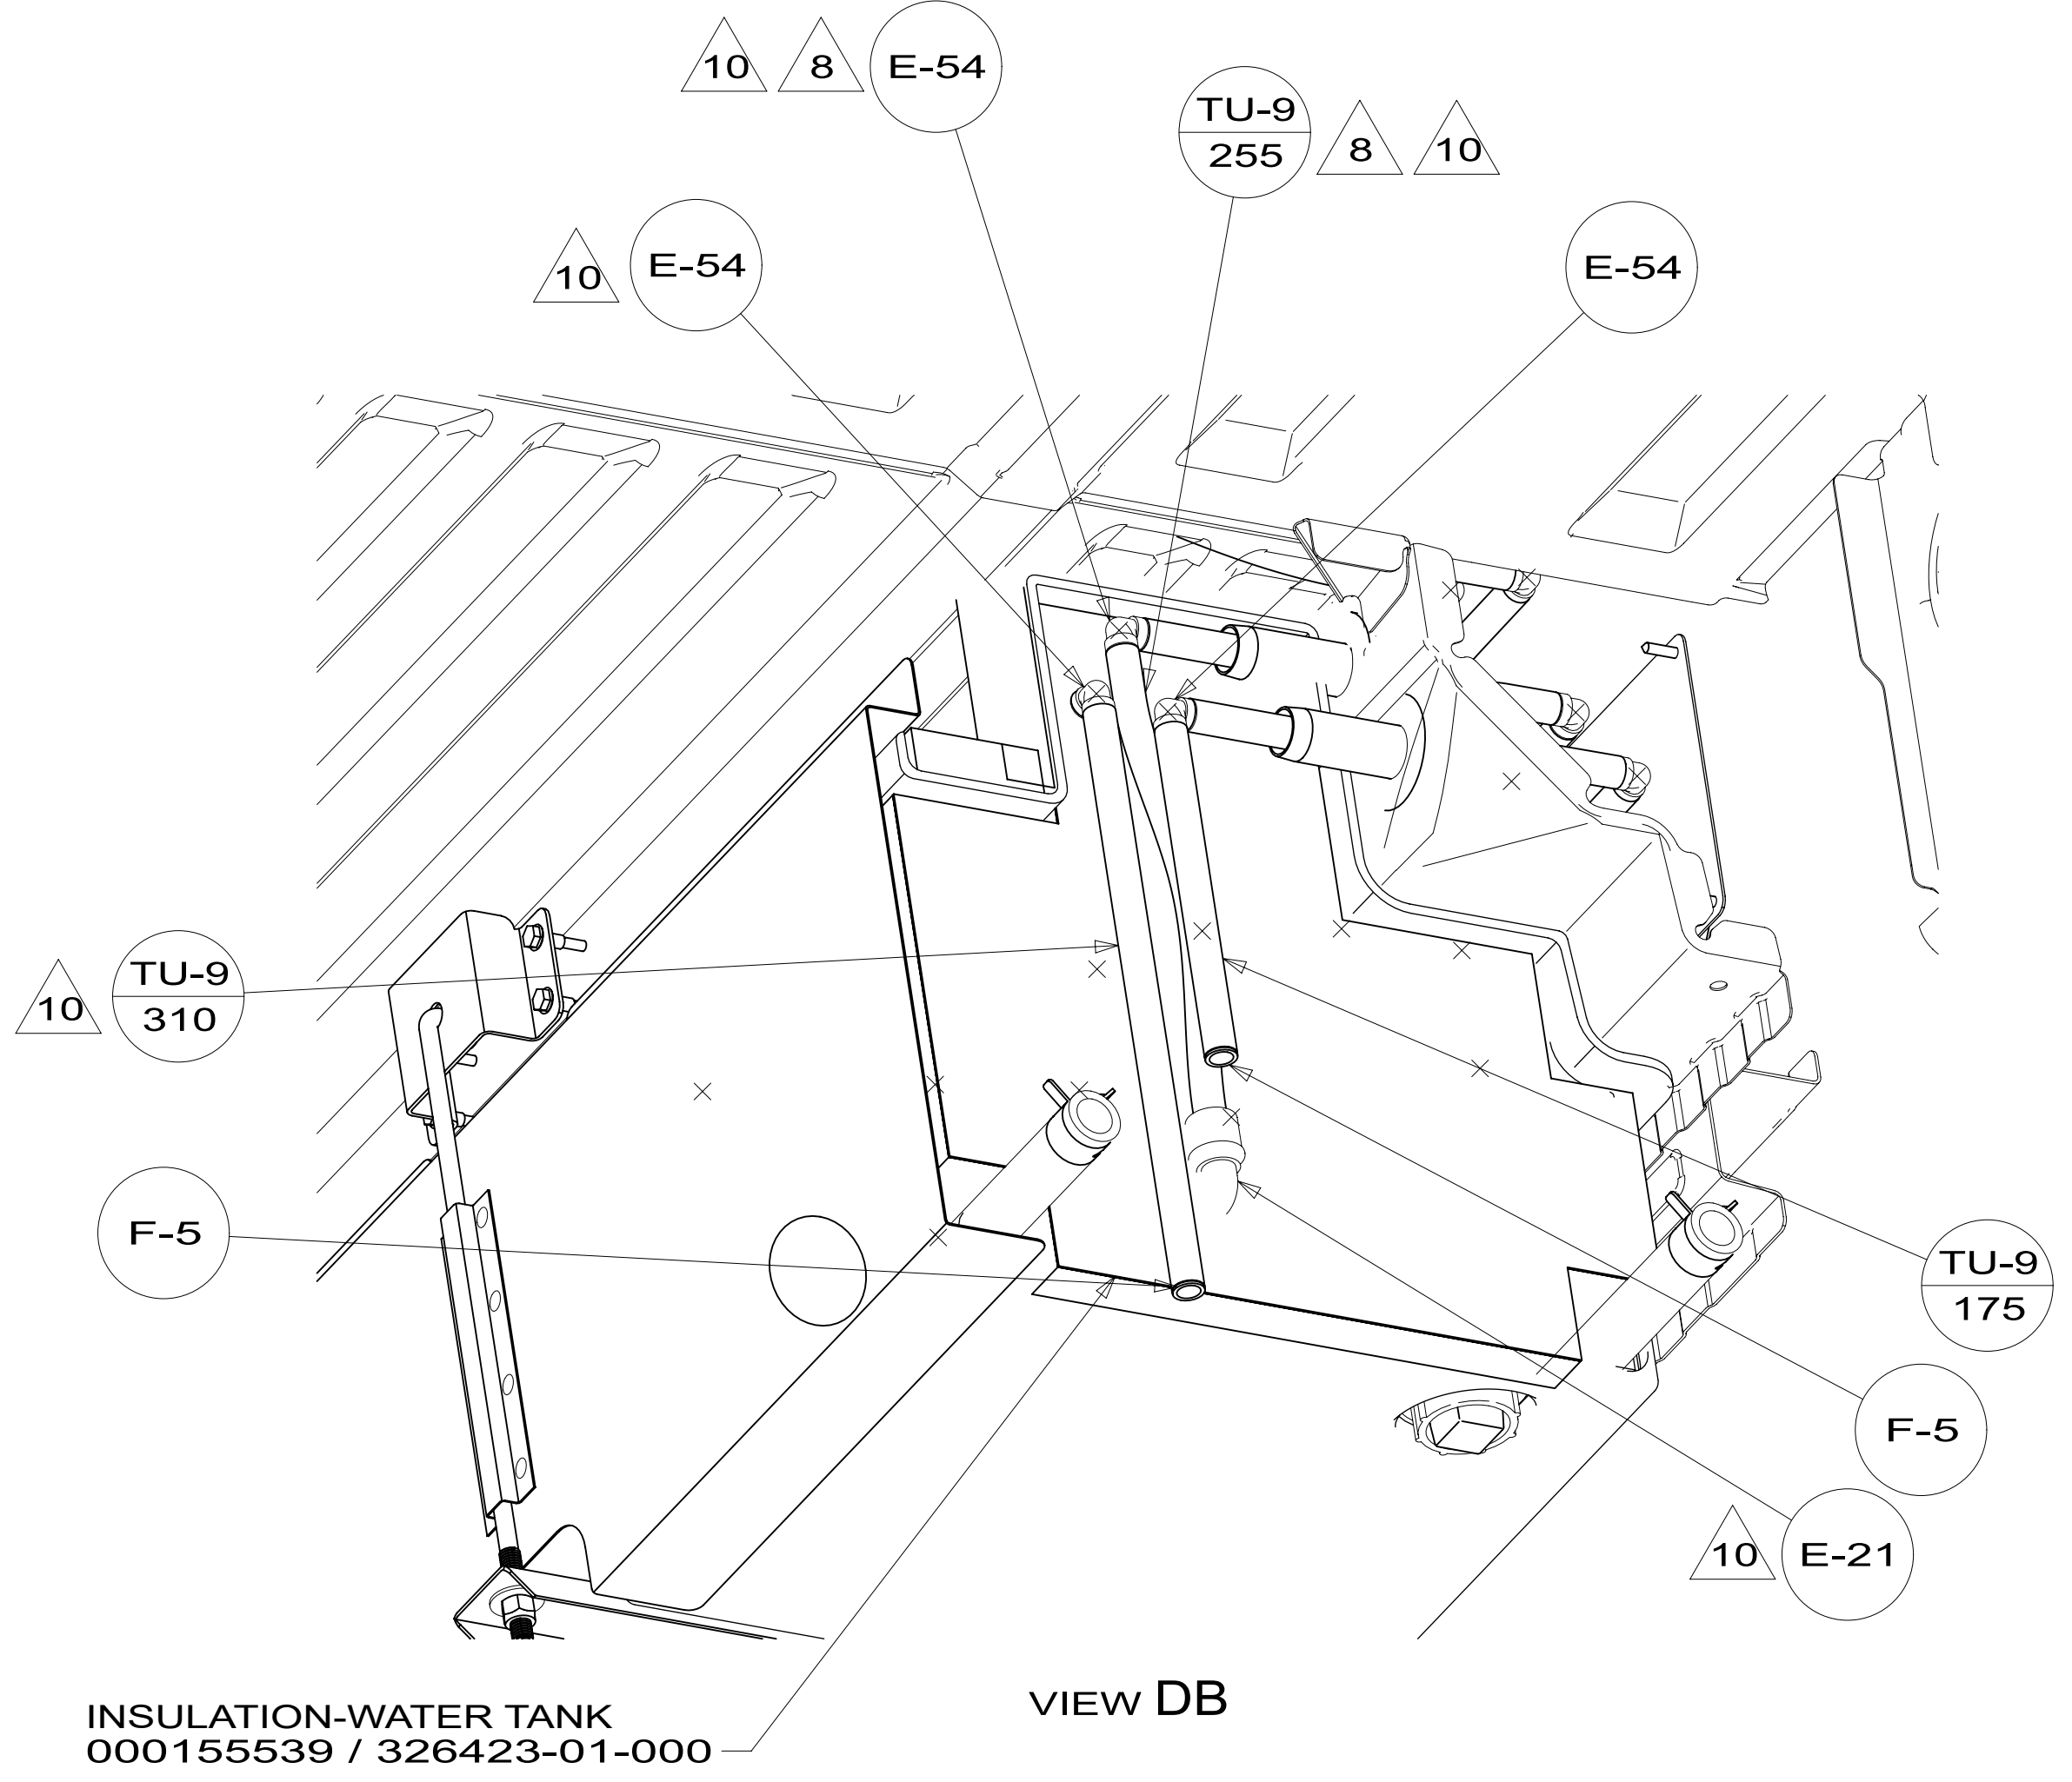 10 8 E-54
TU-9
255
8 10
10 E-54
E-54
10
TU-9
310
F-5
TU-9
175
F-5
10 E-21
VIEW DB
INSULATION-WATER TANK
000155539 / 326423-01-000